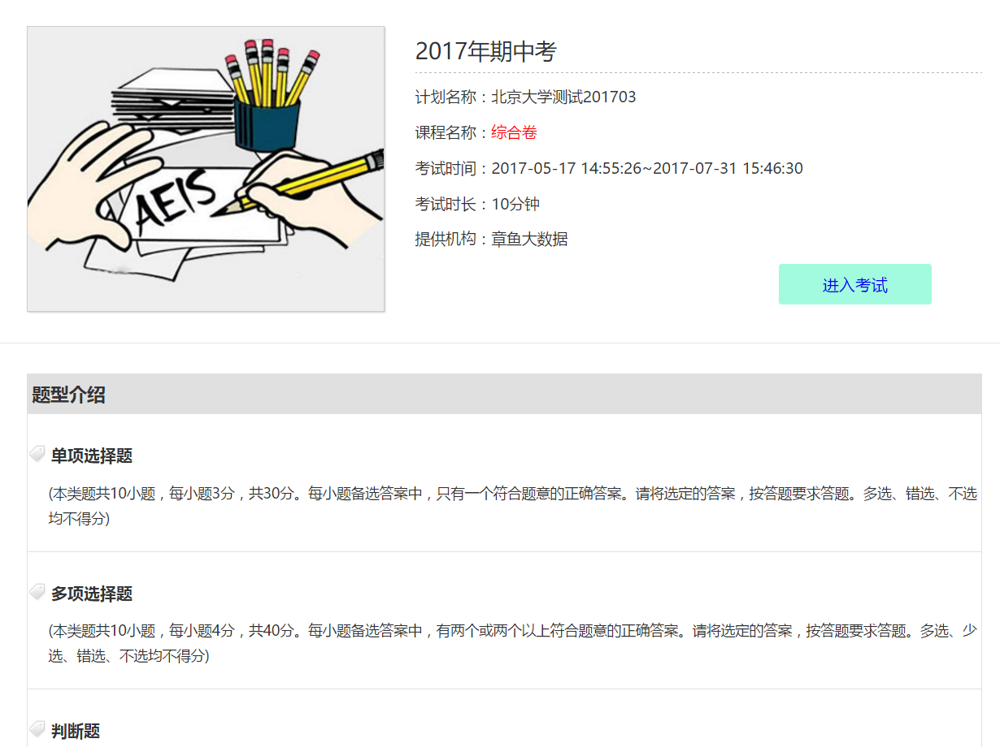 AEIS
2017年期中考
计划名称：北京大学测试201703
课程名称：综合卷
考试时间：2017-05-17 14:55:26~2017-07-31 15:46:30
考试时长：10分钟
提供机构：章鱼大数据
进入考试
题型介绍
单项选择题
(本类题共10小题，每小题3分，共30分。每小题备选答案中，只有一个符合题意的正确答案。请将选定的答案，按答题要求答题。多选、错选、不选
均不得分)
多项选择题
(本类题共10小题，每小题4分，共40分。每小题备选答案中，有两个或两个以上符合题意的正确答案。请将选定的答案，按答题要求答题。多选、少
选、错选、不选均不得分)
判断题